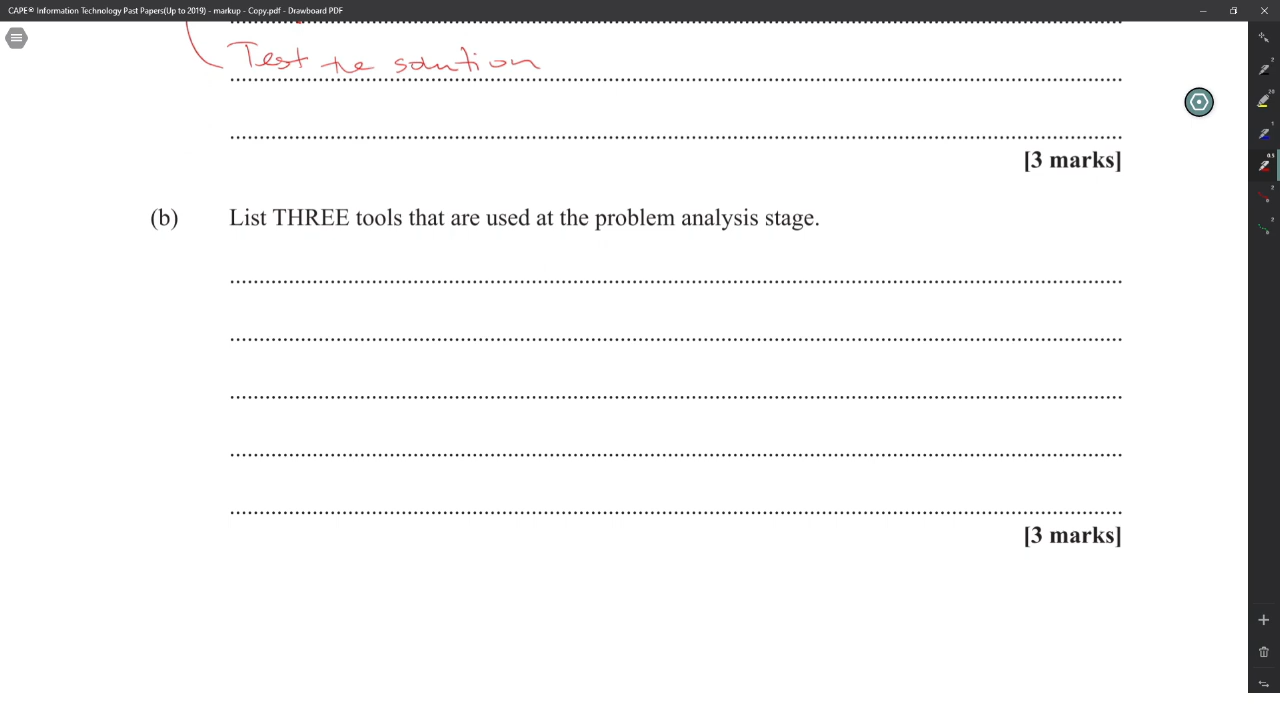 CAPE® Information Technology Past Papers(Up to 2019) - markup - Copy.pdf - Drawboard PDF
Test the solution
[3 marks]
(b) List THREE tools that are used at the problem analysis stage.
[3 marks]